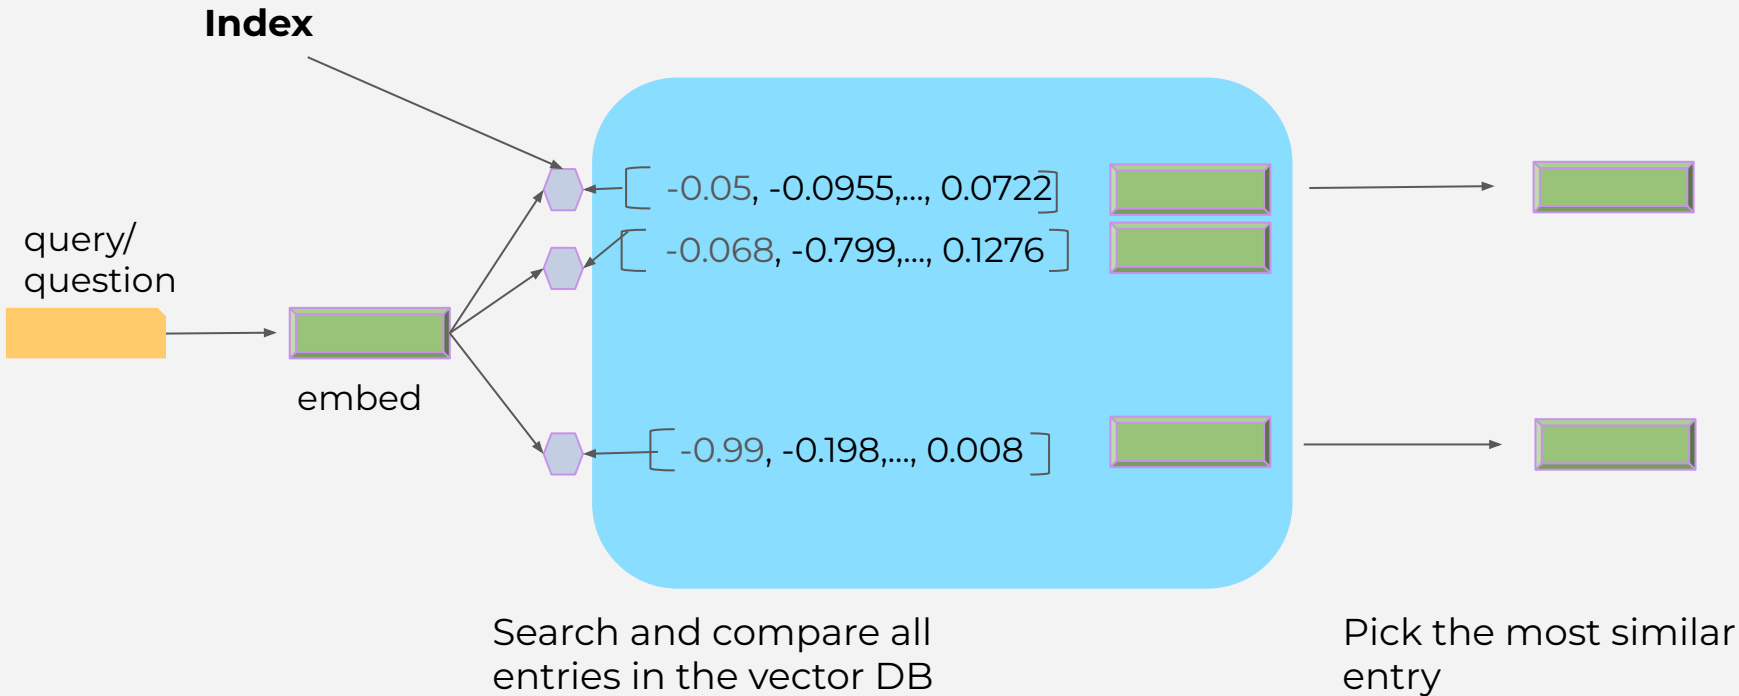 Index
-0.05, -0.0955,..., 0.0722
-0.068, -0.799,..., 0.1276
query/
question
embed
-0.99, -0.198,..., 0.008
Search and compare all
entries in the vector DB
Pick the most similar
entry